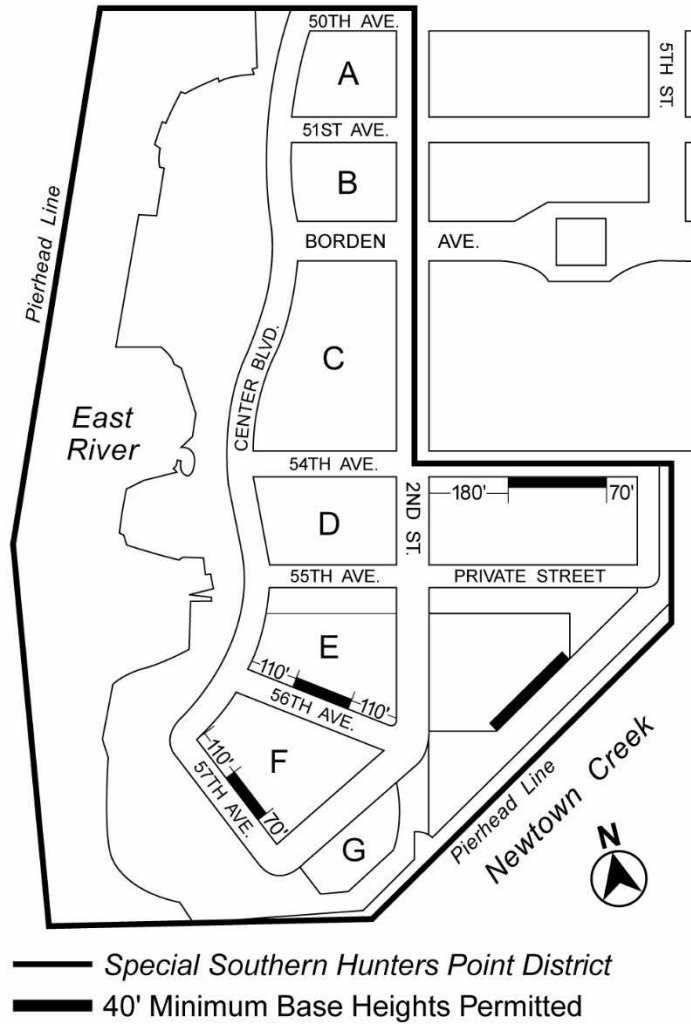 50TH AVE.
A
5TH ST.
51ST AVE.
B
Pierhead Line
BORDEN AVE.
C
CENTER BLVD.
East
River
54TH AVE.
2ND ST.
180'
70'
D
55TH AVE.
PRIVATE STREET
E
110'
110'
56TH AVE.
F
110'
70'
57TH AVE.
G
Pierhead Line
Newtown Creek
N
Special Southern Hunters Point District
40' Minimum Base Heights Permitted